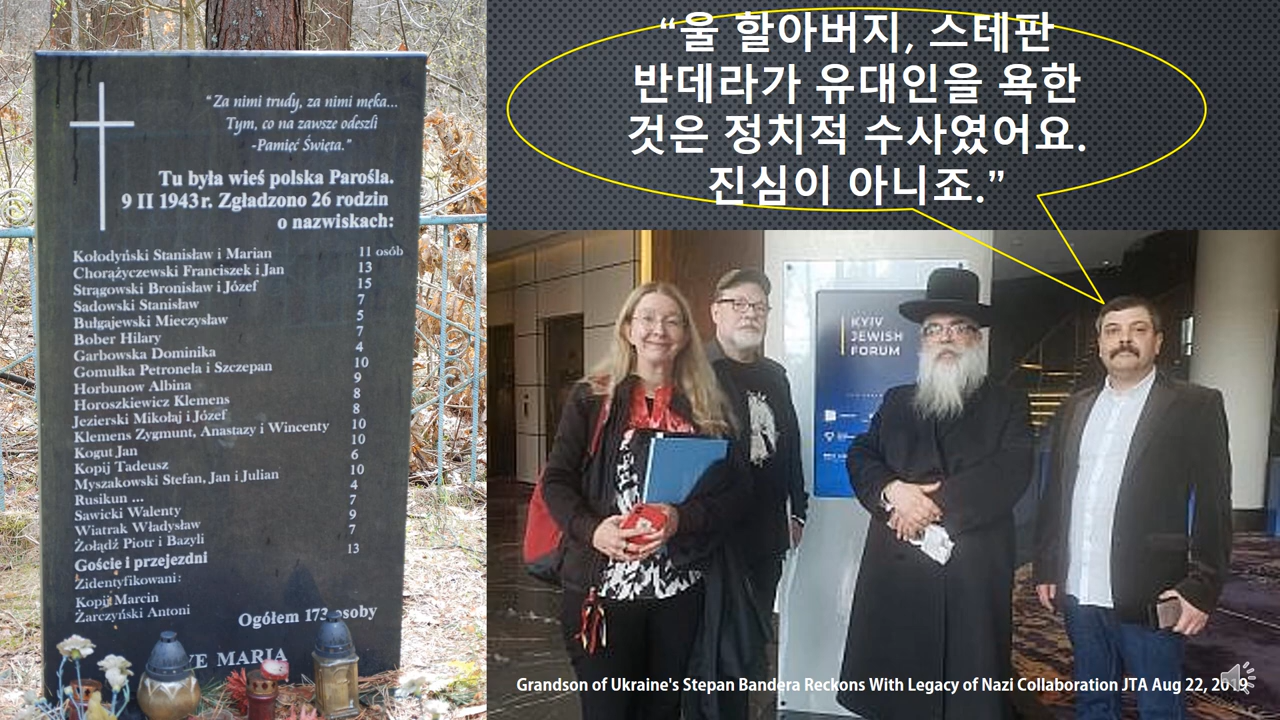 “Za nimi trudy, za nimi męka...
Tym, co na zawsze odeszli
-Pamięć Święta.”
Tu była wieś polska Parośla.
9 II 1943 r. Zgładzono 26 rodzin
o nazwiskach:
Kołodyński Stanisław i Marian 11 osób
Chorążyczewski Franciszek i Jan 13
Strągowski Bronisław i Józef 15
Sadowski Stanisław 7
Bułgajewski Mieczysław 5
Bober Hilary 7
Garbowska Dominika 4
Gomułka Petronela i Szczepan 10
Horbunow Albina 9
Horoszkiewicz Klemens 8
Jezierski Mikołaj i Józef 8
Klemens Zygmunt, Anastazy i Wincenty 10
Kogut Jan 10
Kopij Tadeusz 6
Myszakowski Stefan, Jan i Julian 10
Rusikun ... 4
Sawicki Walenty 7
Wiatrak Władysław 9
Żołądź Piotr i Bazyli 7
Goście i przejezdni 13
Zidentyfikowani:
Kopij Marcin
Żarczyński Antoni
Ogółem 173 osoby
MARIA
“울 할아버지, 스테판
반데라가 유대인을 욕한
것은 정치적 수사였어요.
진심이 아니죠.”
KYIV
JEWISH
FORUM
Grandson of Ukraine's Stepan Bandera Reckons With Legacy of Nazi Collaboration JTA Aug 22, 2019